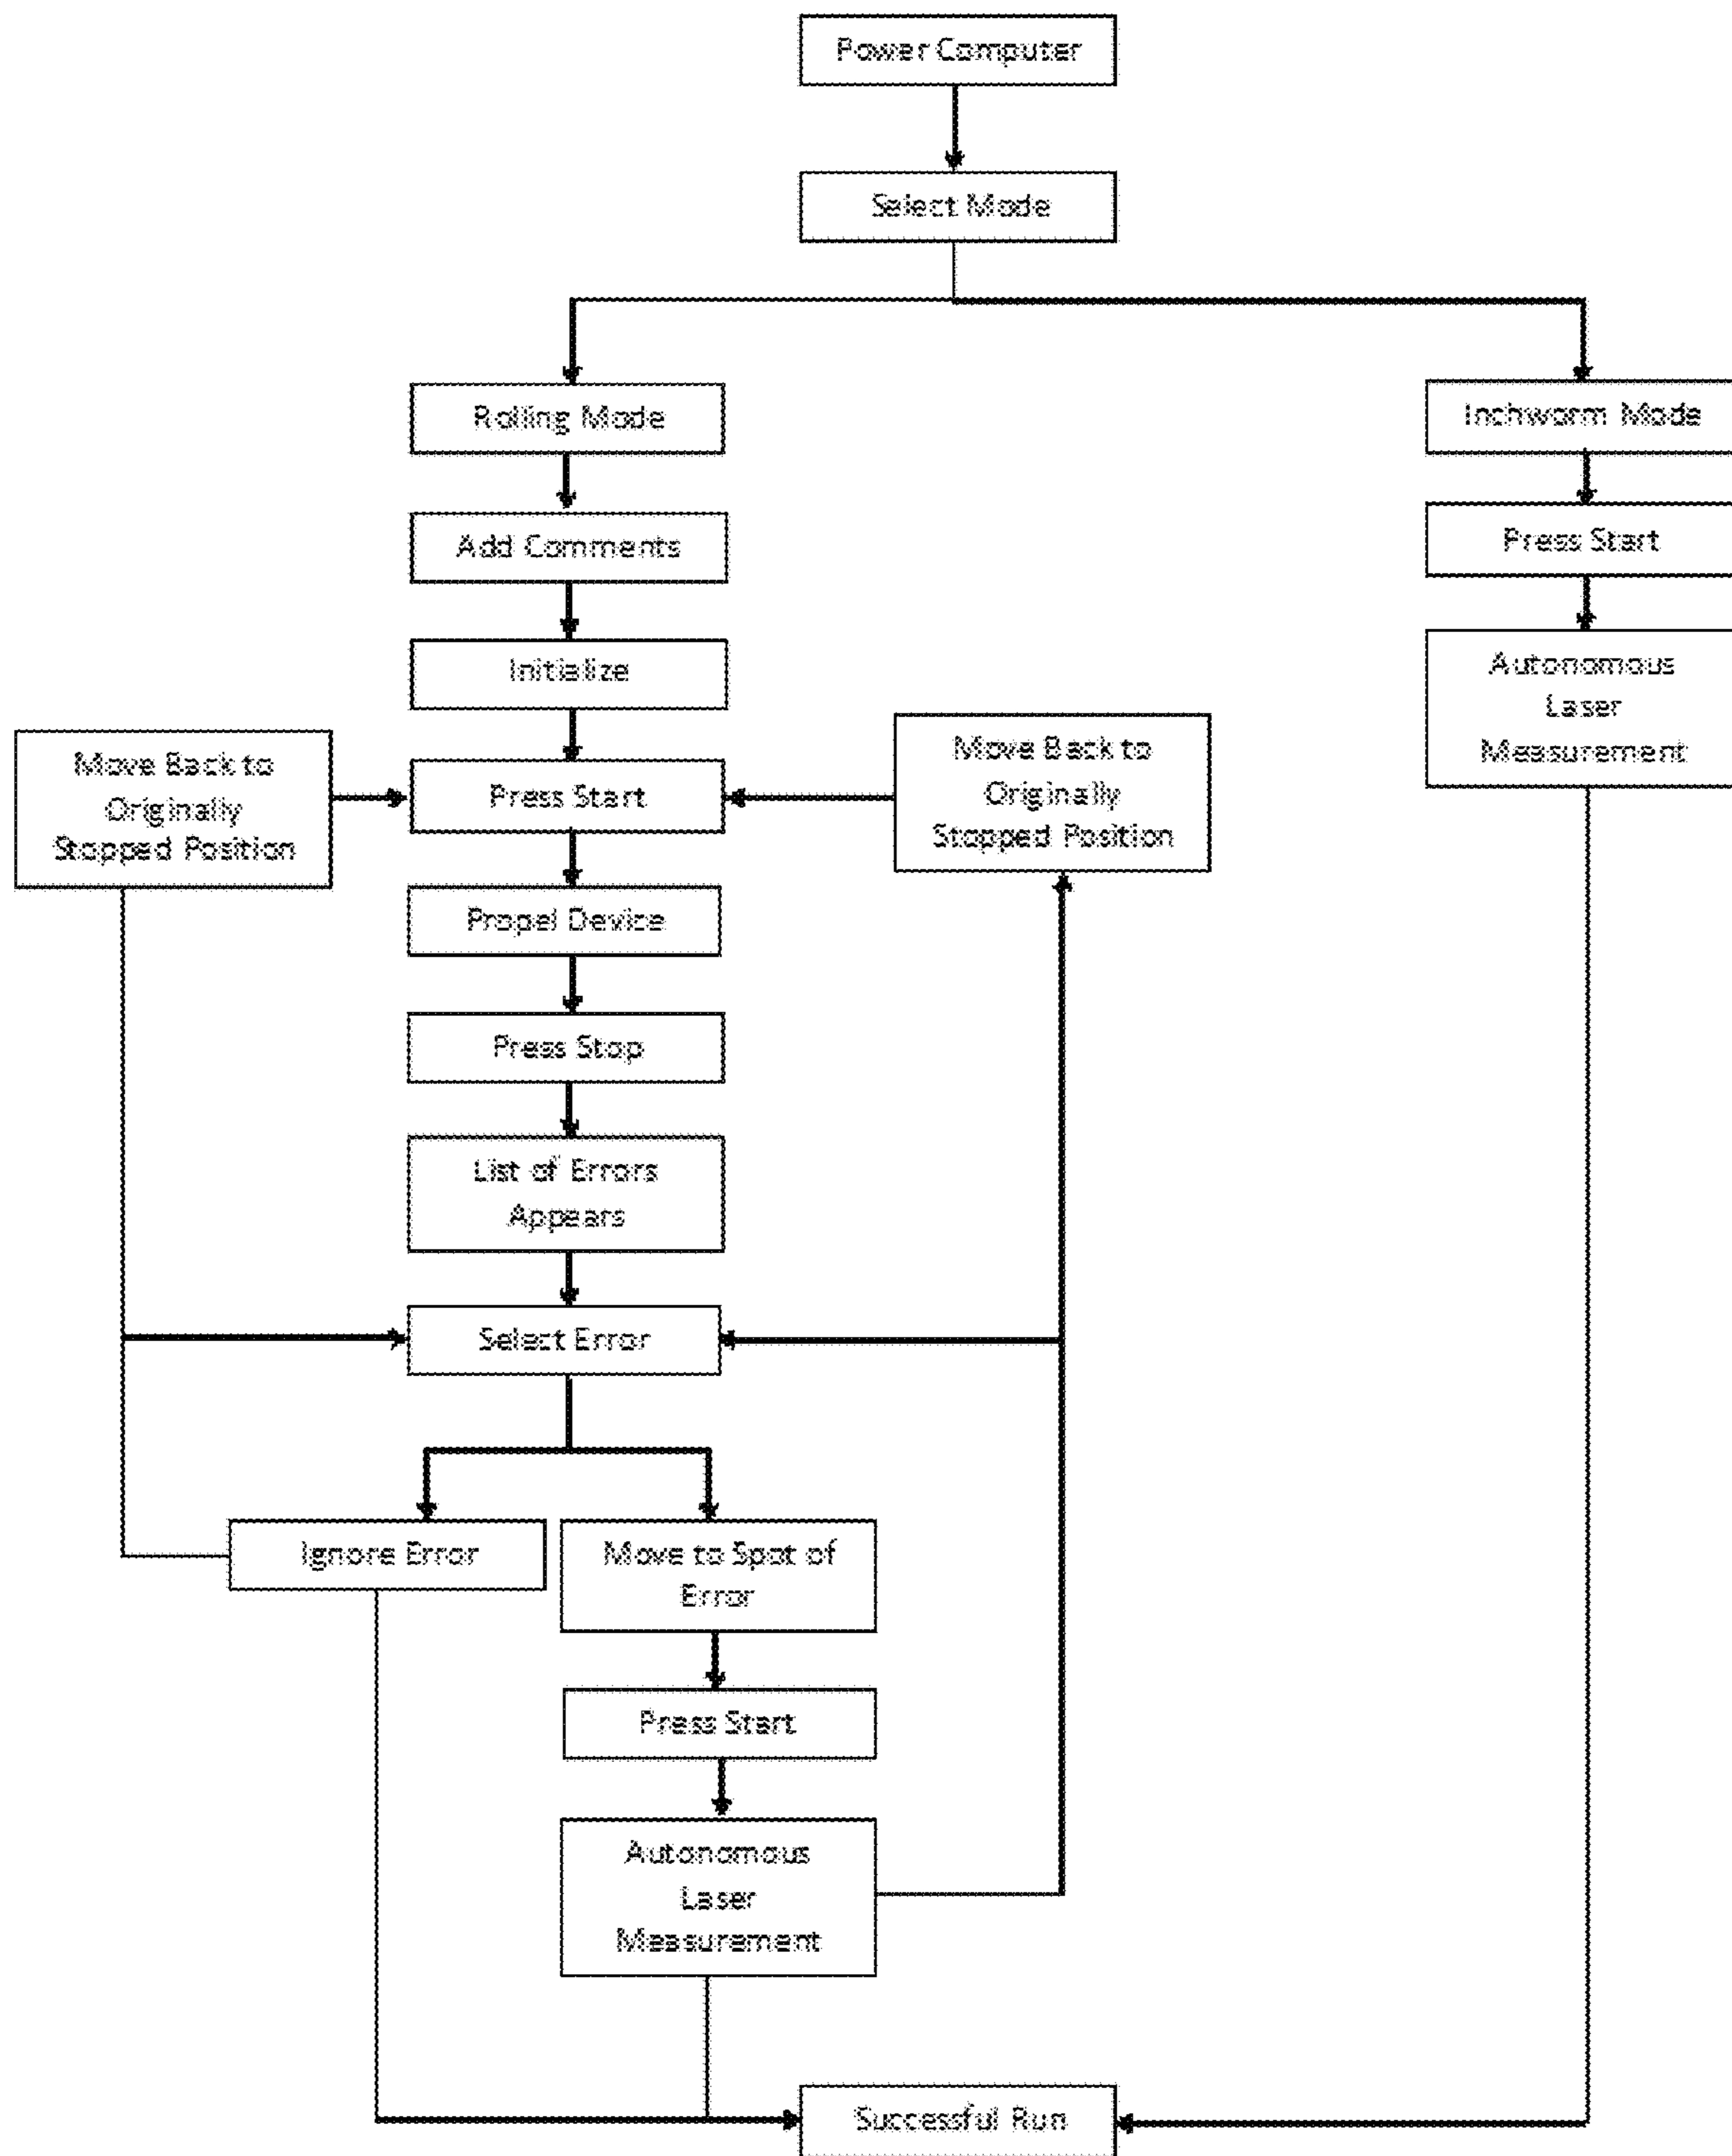 Power Computer
Select Mode
Rolling Mode
Inchworm Mode
Add Comments
Press Start
Initialize
Autonomous
Laser
Measurement
Move Back to
Originally
Stopped Position
Press Start
Move Back to
Originally
Stopped Position
Propel Device
Press Stop
List of Errors
Appears
Select Error
Ignore Error
Move to Spot of
Error
Press Start
Autonomous
Laser
Measurement
Successful Run